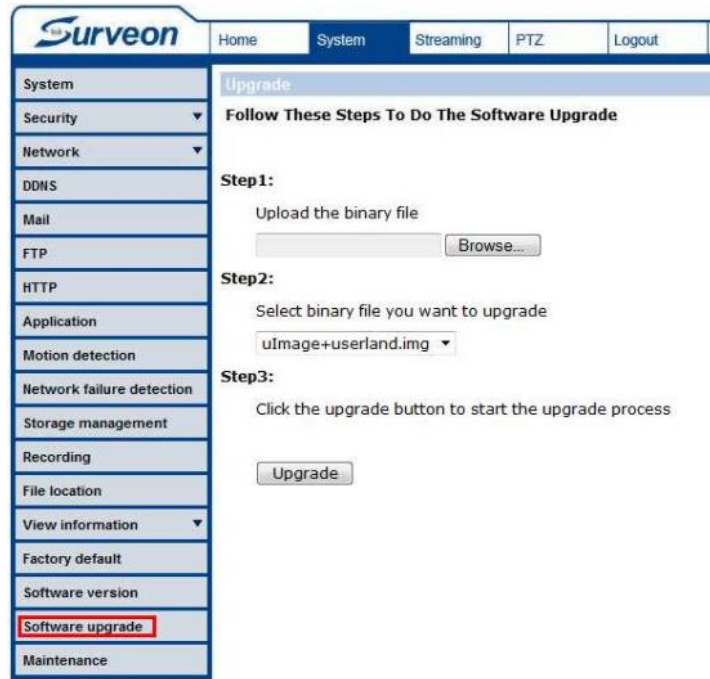 Surveon
Home System Streaming PTZ Logout
System
Security
Network
DDNS
Mail
FTP
HTTP
Application
Motion detection
Network failure detection
Storage management
Recording
File location
View information
Factory default
Software version
Software upgrade
Maintenance
Upgrade
Follow These Steps To Do The Software Upgrade
Step1:
Upload the binary file
Browse...
Step2:
Select binary file you want to upgrade
uImage+userland.img
Step3:
Click the upgrade button to start the upgrade process
Upgrade